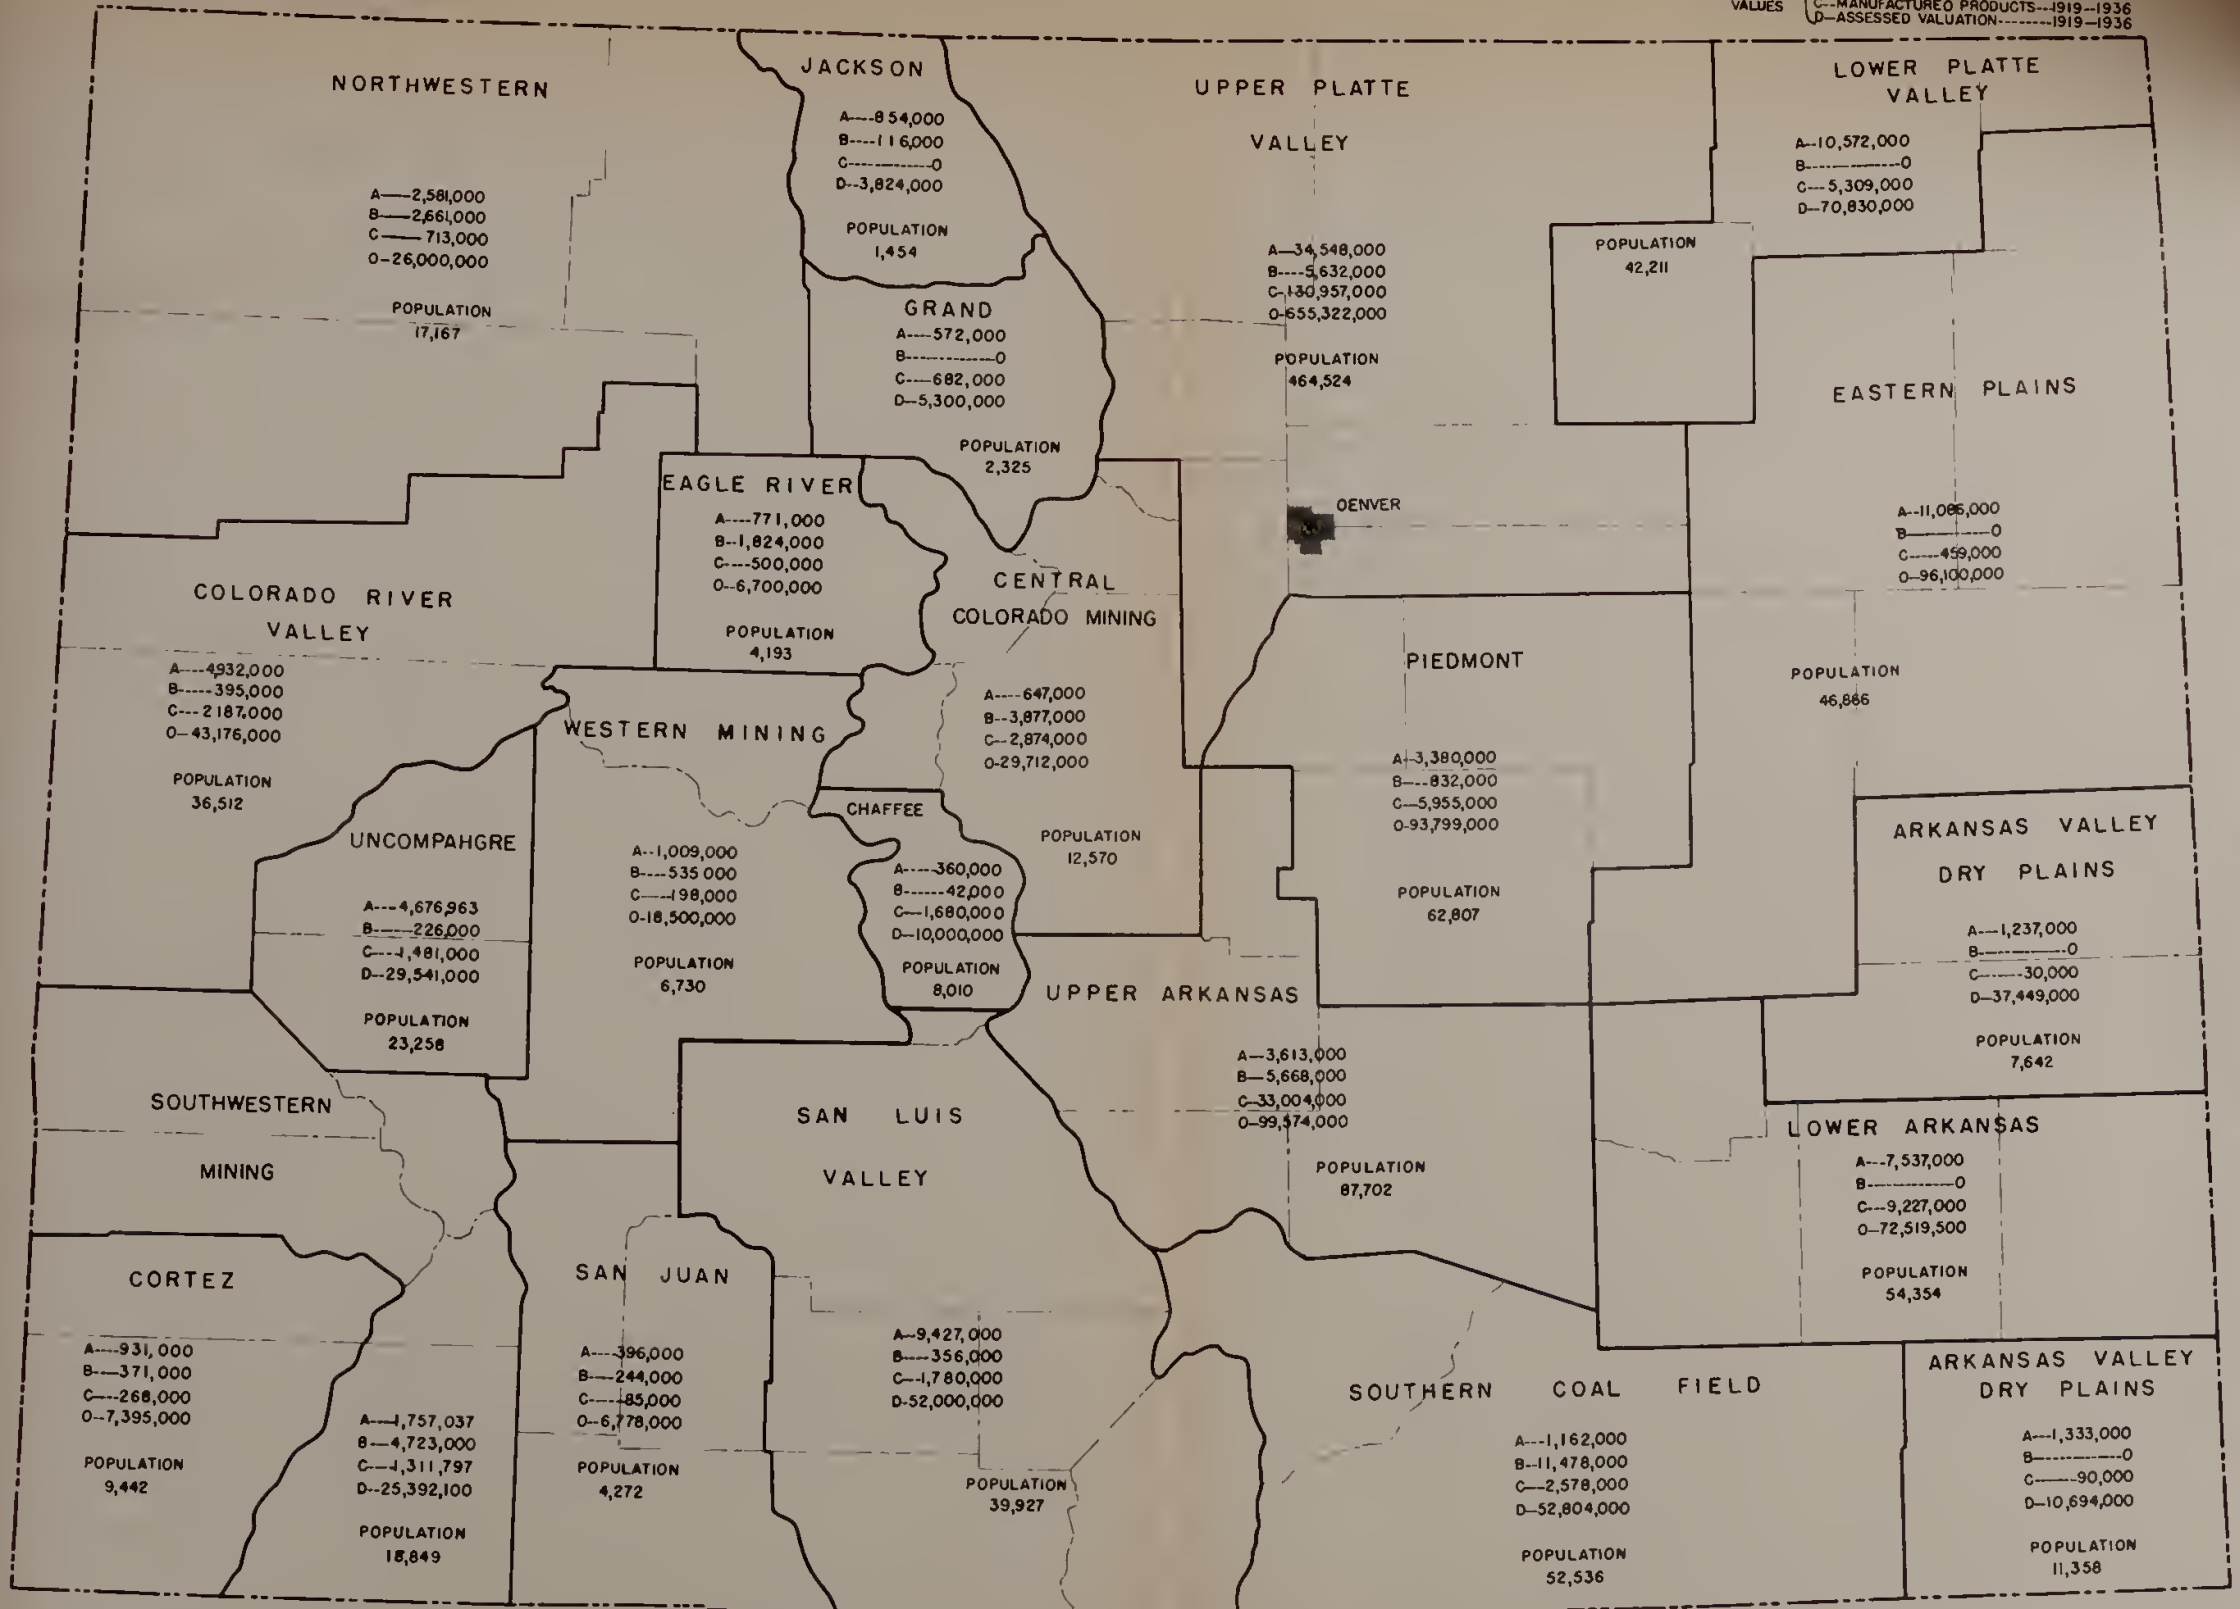 VALUES
C--MANUFACTURED PRODUCTS---1919--1936
D--ASSESSED VALUATION--------1919--1936
NORTHWESTERN
A----2,581,000
B----2,661,000
C----713,000
O-26,000,000
POPULATION
17,167
JACKSON
A----854,000
B----116,000
C------------0
D--3,824,000
POPULATION
1,454
UPPER PLATTE
VALLEY
A--34,548,000
B----5,632,000
C-130,957,000
O-655,322,000
POPULATION
464,524
LOWER PLATTE
VALLEY
A--10,572,000
B------------0
C---5,309,000
D--70,830,000
POPULATION
42,211
GRAND
A----572,000
B------------0
C----682,000
D--5,300,000
POPULATION
2,325
EASTERN PLAINS
A--11,086,000
B------------0
C-----459,000
O--96,100,000
POPULATION
46,866
EAGLE RIVER
A----771,000
B--1,824,000
C----500,000
O--6,700,000
POPULATION
4,193
OENVER
COLORADO RIVER
VALLEY
A----4,932,000
B-----395,000
C---2187,000
O--43,176,000
POPULATION
36,512
CENTRAL
COLORADO MINING
A----647,000
B--3,877,000
C--2,874,000
O-29,712,000
POPULATION
12,570
PIEDMONT
A--3,380,000
B---832,000
C--5,955,000
O-93,799,000
POPULATION
62,807
WESTERN MINING
A--1,009,000
B----535 000
C----198,000
O-18,500,000
POPULATION
6,730
CHAFFEE
A-----360,000
B------42,000
C--1,680,000
D--10,000,000
POPULATION
8,010
UNCOMPAHGRE
A---4,676,963
B-----226,000
C----1,481,000
D--29,541,000
POPULATION
23,258
ARKANSAS VALLEY
DRY PLAINS
A---1,237,000
B------------0
C------30,000
D--37,449,000
POPULATION
7,642
UPPER ARKANSAS
A--3,613,000
B--5,668,000
C--33,004,000
O--99,574,000
POPULATION
87,702
SOUTHWESTERN
MINING
A---1,757,037
B---4,723,000
C---1,311,797
D--25,392,100
POPULATION
18,849
SAN LUIS
VALLEY
A--9,427,000
B----356,000
C--1,780,000
D-52,000,000
POPULATION
39,927
LOWER ARKANSAS
A---7,537,000
B------------0
C---9,227,000
O--72,519,500
POPULATION
54,354
CORTEZ
A----931,000
B----371,000
C----268,000
O--7,395,000
POPULATION
9,442
SAN JUAN
A----396,000
B----244,000
C-----85,000
O--6,778,000
POPULATION
4,272
SOUTHERN COAL FIELD
A---1,162,000
B--11,478,000
C--2,578,000
D--52,804,000
POPULATION
52,536
ARKANSAS VALLEY
DRY PLAINS
A---1,333,000
B------------0
C------90,000
D--10,694,000
POPULATION
11,358